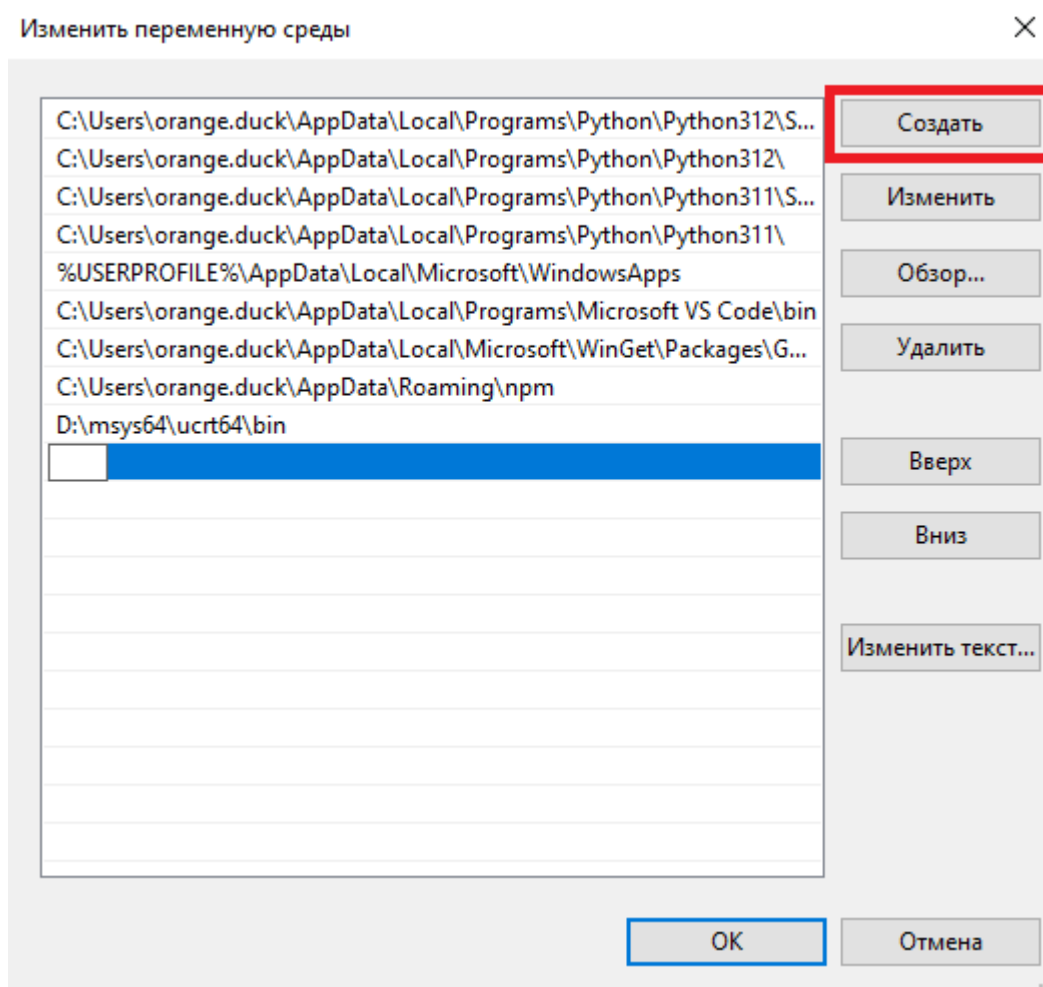 Изменить переменную среды
C:\Users\orange.duck\AppData\Local\Programs\Python\Python312\S...
C:\Users\orange.duck\AppData\Local\Programs\Python\Python312\
C:\Users\orange.duck\AppData\Local\Programs\Python\Python311\S...
C:\Users\orange.duck\AppData\Local\Programs\Python\Python311\
%USERPROFILE%\AppData\Local\Microsoft\WindowsApps
C:\Users\orange.duck\AppData\Local\Programs\Microsoft VS Code\bin
C:\Users\orange.duck\AppData\Local\Microsoft\WinGet\Packages\G...
C:\Users\orange.duck\AppData\Roaming\npm
D:\msys64\ucrt64\bin
Создать
Изменить
Обзор...
Удалить
Вверх
Вниз
Изменить текст...
ОК
Отмена